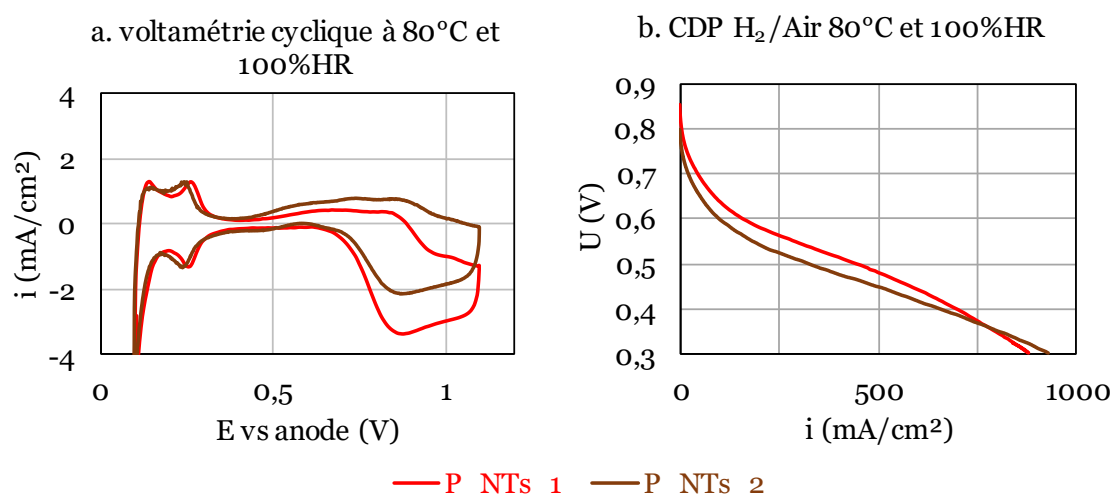 a. voltamétrie cyclique à 80°C et
100%HR
4
2
0
-2
-4
i (mA/cm²)
0
0,5
1
E vs anode (V)
b. CDP H₂/Air 80°C et 100%HR
0,9
0,8
0,7
0,6
0,5
0,4
0,3
U (V)
0
500
1000
i (mA/cm²)
P NTs 1
P NTs 2